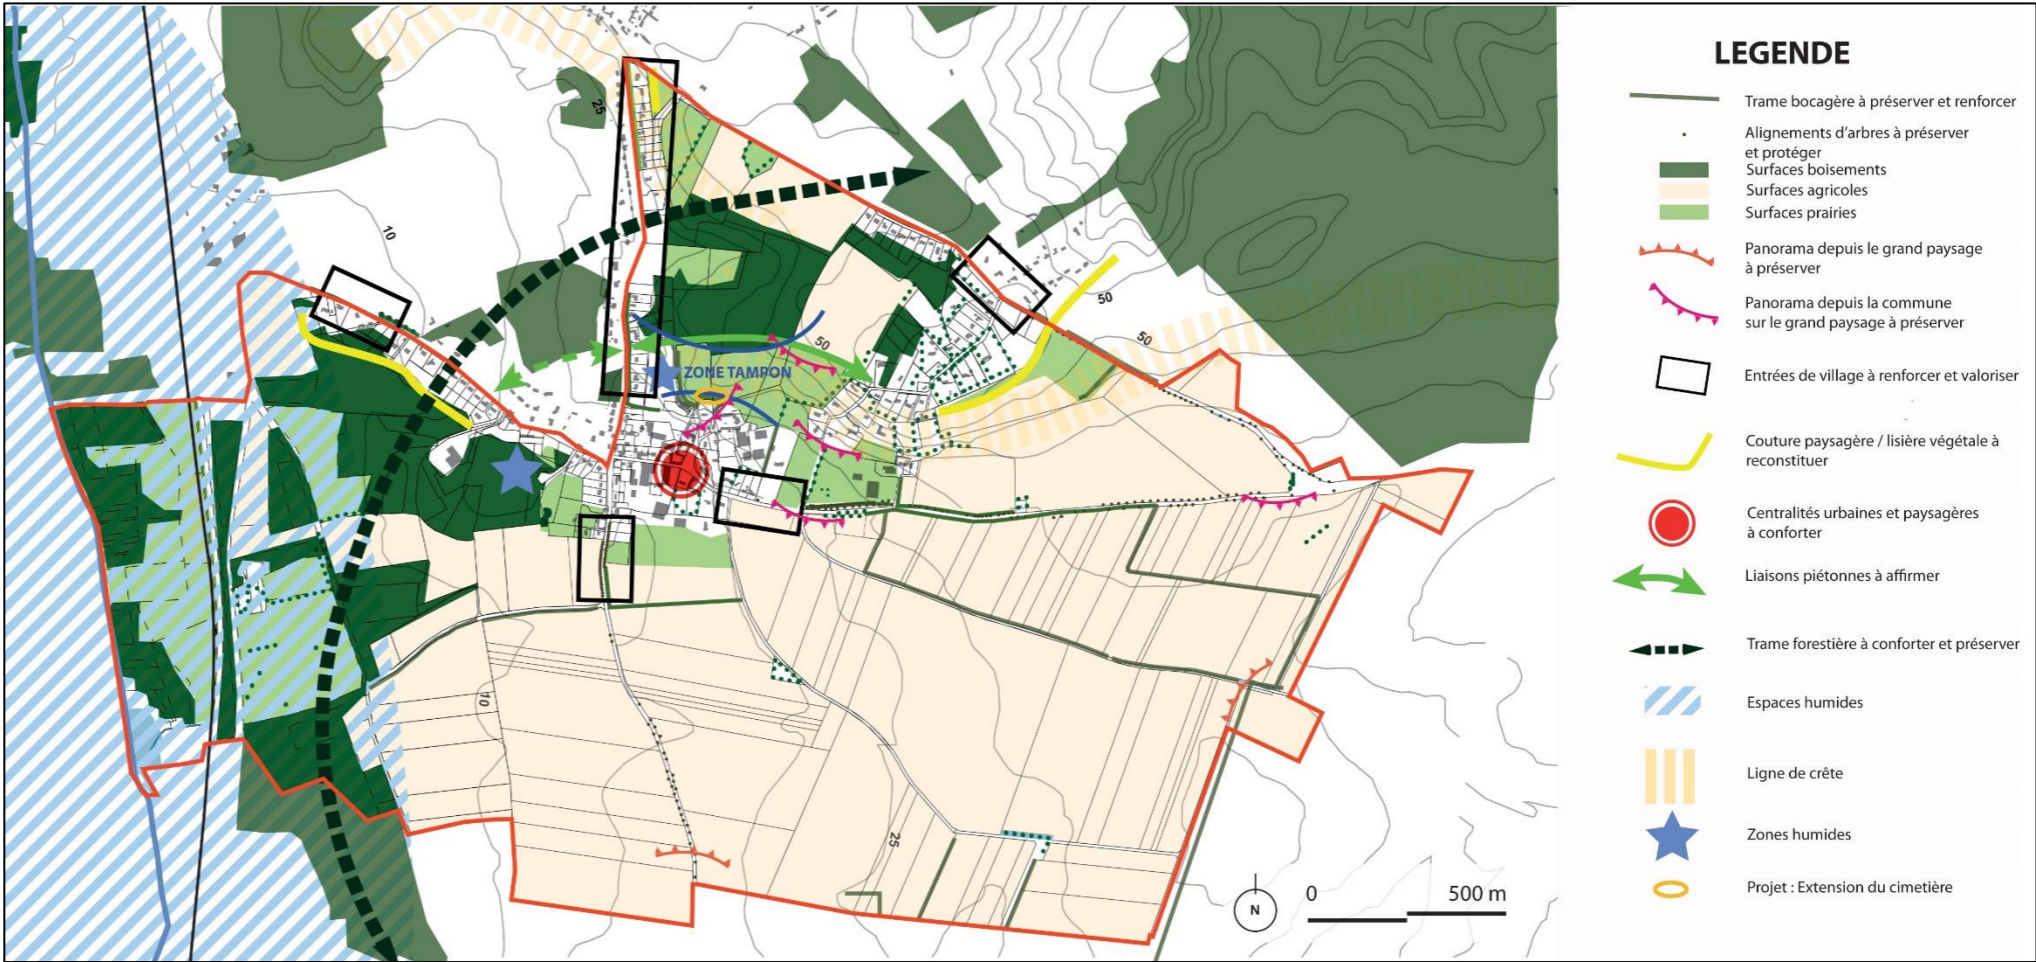 LEGENDE
Trame bocagère à préserver et renforcer
Alignements d'arbres à préserver
et protéger
Surfaces boisements
Surfaces agricoles
Surfaces prairies
Panorama depuis le grand paysage
à préserver
Panorama depuis la commune
sur le grand paysage à préserver
Entrées de village à renforcer et valoriser
Couture paysagère / lisière végétale à
reconstituer
Centralités urbaines et paysagères
à conforter
Liaisons piétonnes à affirmer
Trame forestière à conforter et préserver
Espaces humides
Ligne de crête
Zones humides
Projet : Extension du cimetière
25
10
50
50
50
ZONE TAMPON
10
25
N
0
500 m